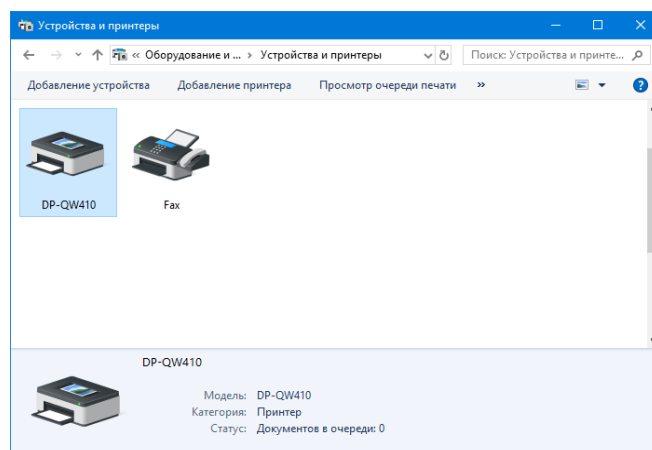 Устройства и принтеры
« Оборудование и ... › Устройства и принтеры
Поиск: Устройства и принте...
Добавление устройства Добавление принтера Просмотр очереди печати »
DP-QW410 Fax
DP-QW410
Модель: DP-QW410
Категория: Принтер
Статус: Документов в очереди: 0